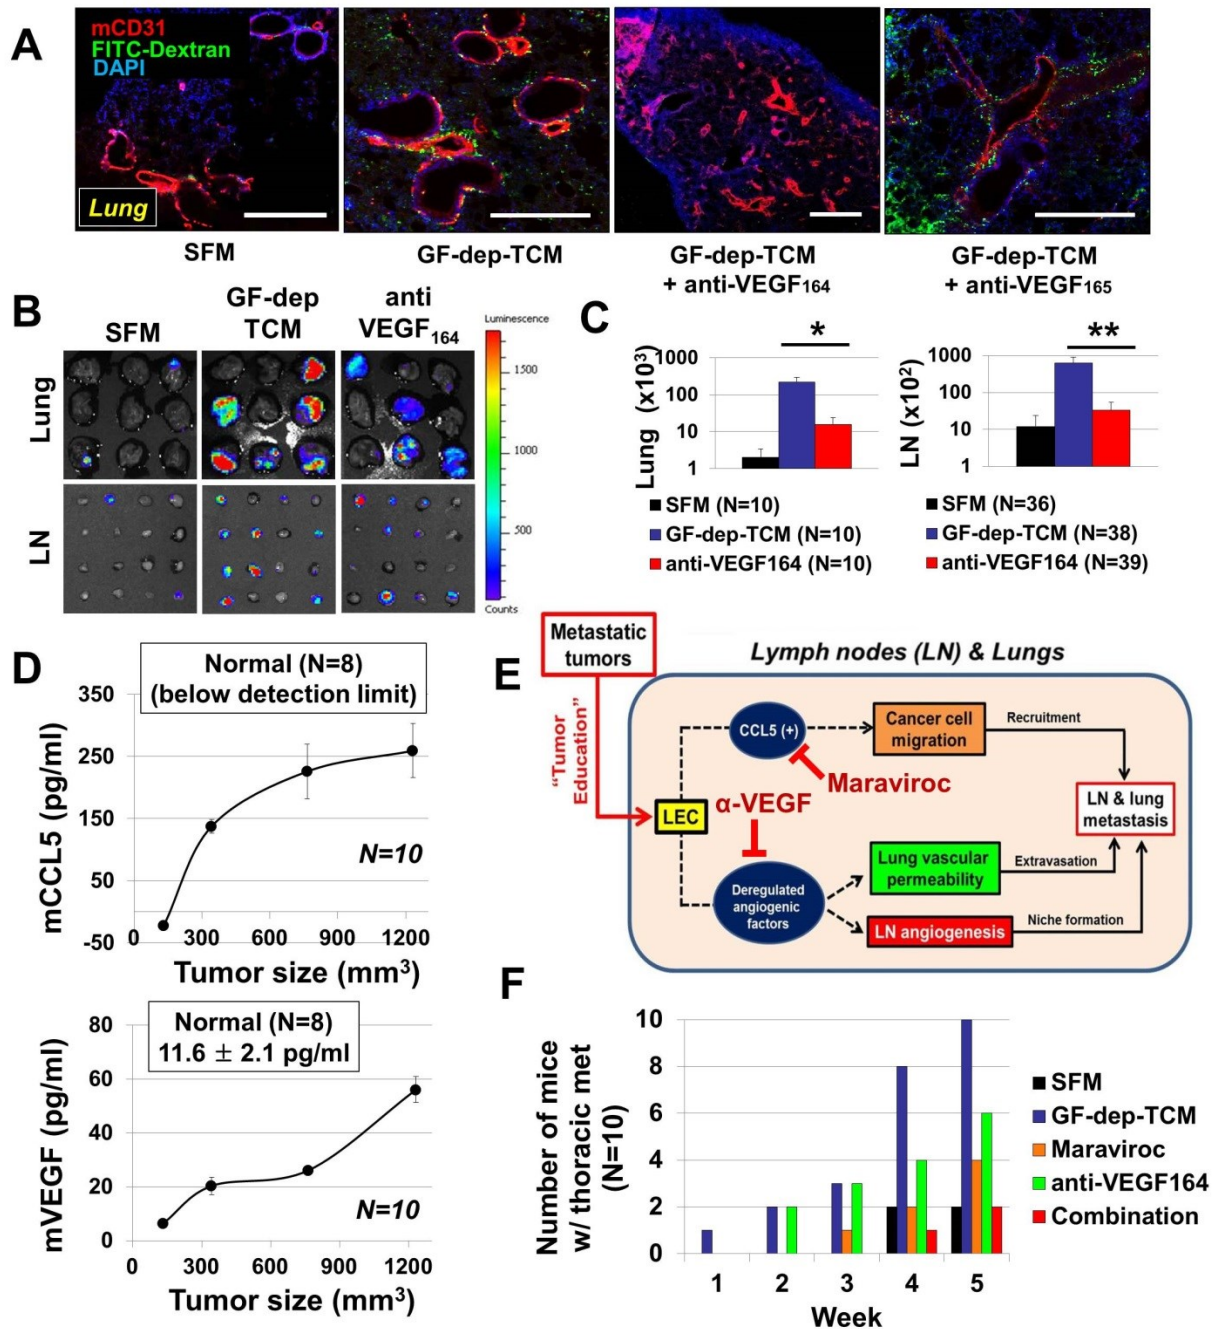 A
mCD31
FITC-Dextran
DAPI
Lung
SFM
GF-dep-TCM
GF-dep-TCM
+ anti-VEGF164
GF-dep-TCM
+ anti-VEGF165
B
SFM
GF-dep
TCM
anti
VEGF164
Lung
LN
Luminescence
1500
1000
500
Counts
C
*
Lung (x10³)
1000
100
10
1
SFM (N=10)
GF-dep-TCM (N=10)
anti-VEGF164 (N=10)
**
LN (x10²)
1000
100
10
1
SFM (N=36)
GF-dep-TCM (N=38)
anti-VEGF164 (N=39)
D
Normal (N=8)
(below detection limit)
mCCL5 (pg/ml)
350
250
150
50
-50
N=10
0 300 600 900 1200
Tumor size (mm³)
Normal (N=8)
11.6 ± 2.1 pg/ml
mVEGF (pg/ml)
80
60
40
20
0
N=10
0 300 600 900 1200
Tumor size (mm³)
E
Metastatic
tumors
Lymph nodes (LN) & Lungs
"Tumor
Education"
CCL5 (+)
Cancer cell
migration
Recruitment
Maraviroc
α-VEGF
LEC
LN & lung
metastasis
Deregulated
angiogenic
factors
Lung vascular
permeability
Extravasation
LN angiogenesis
Niche formation
F
Number of mice
w/ thoracic met
(N=10)
10
8
6
4
2
0
1 2 3 4 5
Week
SFM
GF-dep-TCM
Maraviroc
anti-VEGF164
Combination